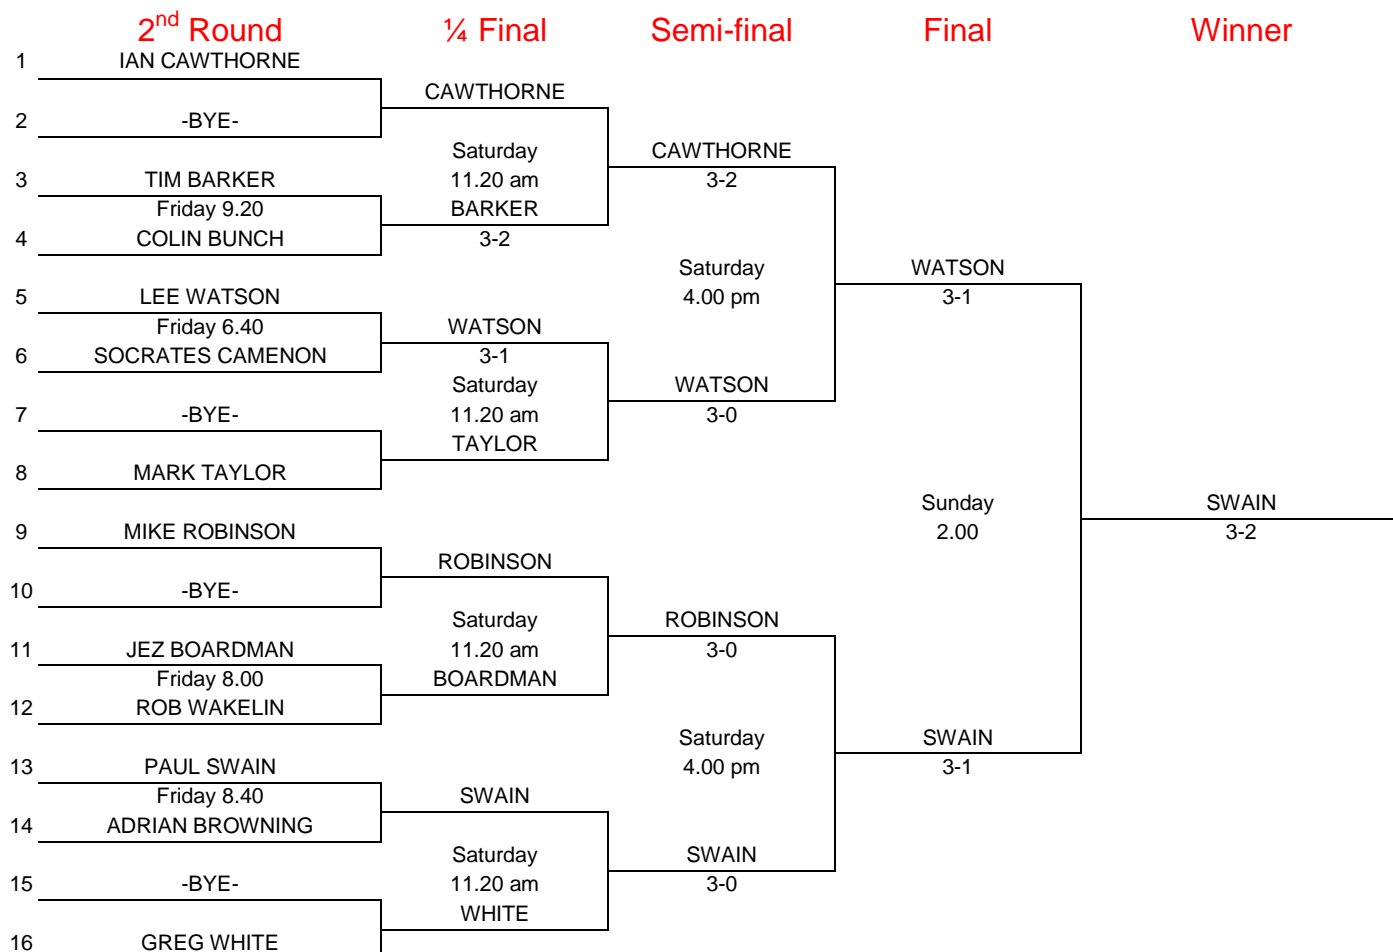 2nd Round ¼ Final Semi-final Final Winner
1 IAN CAWTHORNE
CAWTHORNE
2 -BYE-
Saturday CAWTHORNE
3 TIM BARKER 11.20 am 3-2
Friday 9.20 BARKER
4 COLIN BUNCH 3-2
Saturday WATSON
5 LEE WATSON 4.00 pm 3-1
Friday 6.40 WATSON
6 SOCRATES CAMENON 3-1
Saturday WATSON
7 -BYE- 11.20 am 3-0
TAYLOR
8 MARK TAYLOR
Sunday SWAIN
9 MIKE ROBINSON 2.00 3-2
ROBINSON
10 -BYE-
Saturday ROBINSON
11 JEZ BOARDMAN 11.20 am 3-0
Friday 8.00 BOARDMAN
12 ROB WAKELIN
Saturday SWAIN
13 PAUL SWAIN 4.00 pm 3-1
Friday 8.40 SWAIN
14 ADRIAN BROWNING
Saturday SWAIN
15 -BYE- 11.20 am 3-0
WHITE
16 GREG WHITE